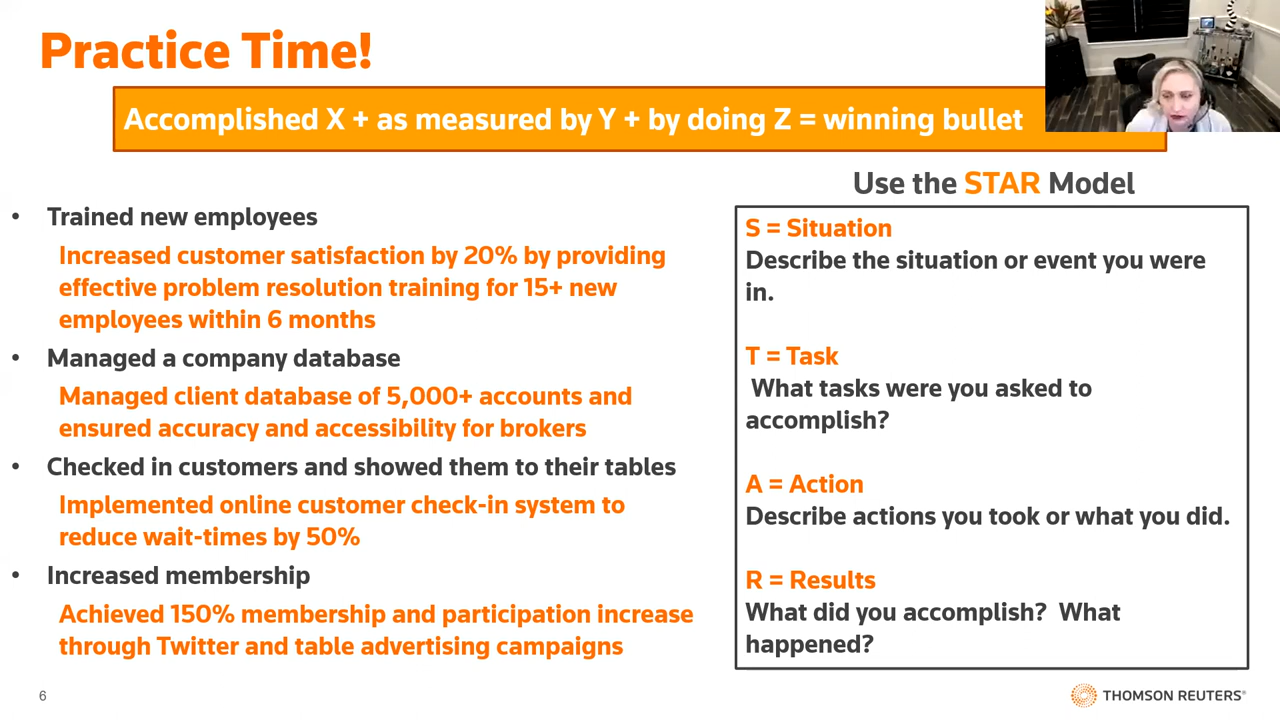 Practice Time!
Accomplished X + as measured by Y + by doing Z = winning bullet
Use the STAR Model
• Trained new employees
Increased customer satisfaction by 20% by providing
effective problem resolution training for 15+ new
employees within 6 months
• Managed a company database
Managed client database of 5,000+ accounts and
ensured accuracy and accessibility for brokers
• Checked in customers and showed them to their tables
Implemented online customer check-in system to
reduce wait-times by 50%
• Increased membership
Achieved 150% membership and participation increase
through Twitter and table advertising campaigns
S = Situation
Describe the situation or event you were
in.
T = Task
What tasks were you asked to
accomplish?
A = Action
Describe actions you took or what you did.
R = Results
What did you accomplish?  What
happened?
6
THOMSON REUTERS®